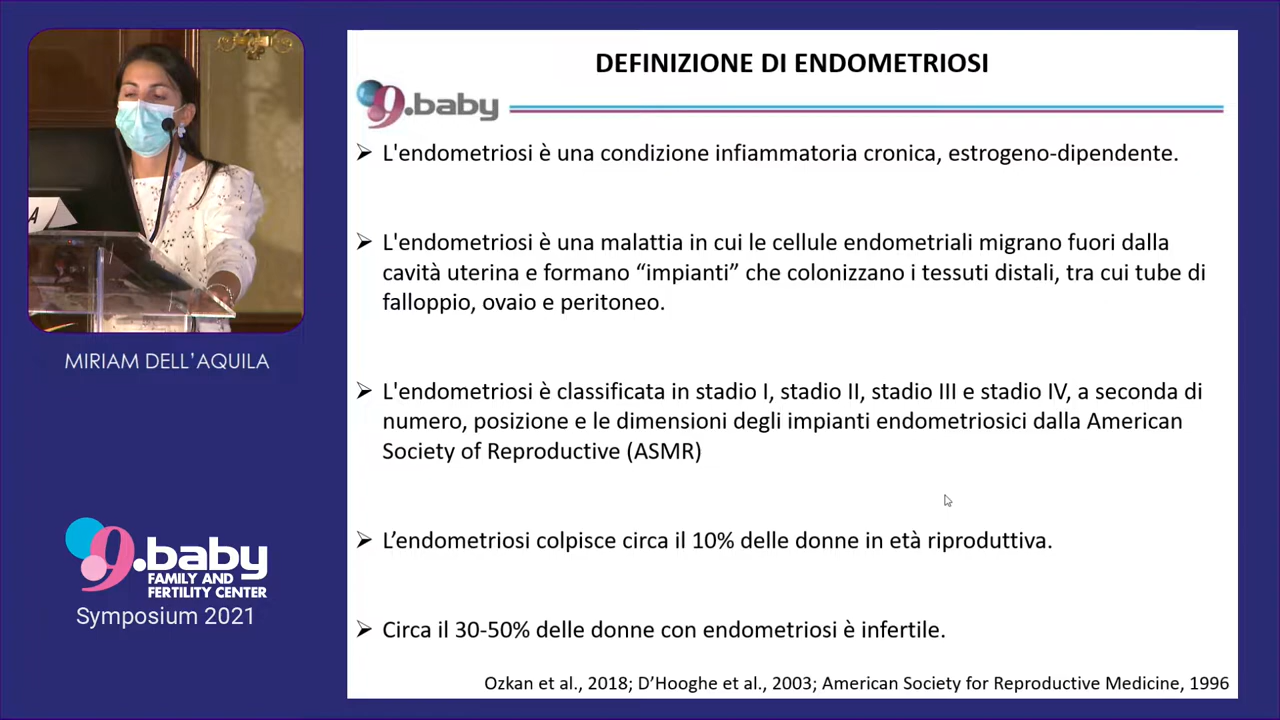 DEFINIZIONE DI ENDOMETRIOSI
9.baby
L'endometriosi è una condizione infiammatoria cronica, estrogeno-dipendente.
L'endometriosi è una malattia in cui le cellule endometriali migrano fuori dalla
cavità uterina e formano “impianti” che colonizzano i tessuti distali, tra cui tube di
falloppio, ovaio e peritoneo.
L'endometriosi è classificata in stadio I, stadio II, stadio III e stadio IV, a seconda di
numero, posizione e le dimensioni degli impianti endometriosici dalla American
Society of Reproductive (ASMR)
L’endometriosi colpisce circa il 10% delle donne in età riproduttiva.
Circa il 30-50% delle donne con endometriosi è infertile.
Ozkan et al., 2018; D’Hooghe et al., 2003; American Society for Reproductive Medicine, 1996
A
MIRIAM DELL’AQUILA
9.baby
FAMILY AND
FERTILITY CENTER
Symposium 2021